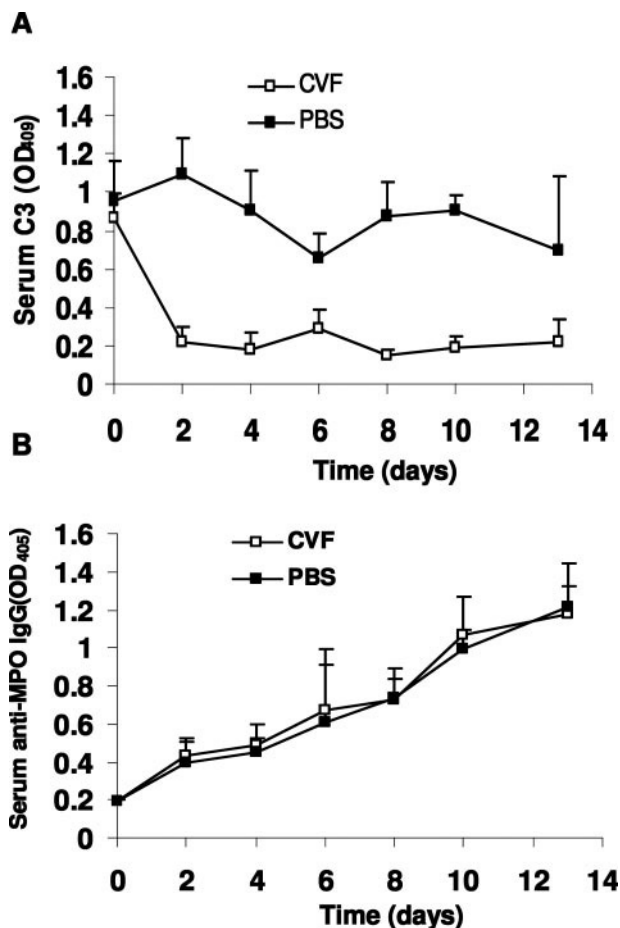 A
Serum C3 (OD409)
1.6
1.4
1.2
1
0.8
0.6
0.4
0.2
0
CVF
PBS
0 2 4 6 8 10 12 14
Time (days)
B
Serum anti-MPO IgG(OD405)
1.6
1.4
1.2
1
0.8
0.6
0.4
0.2
0
CVF
PBS
0 2 4 6 8 10 12 14
Time (days)